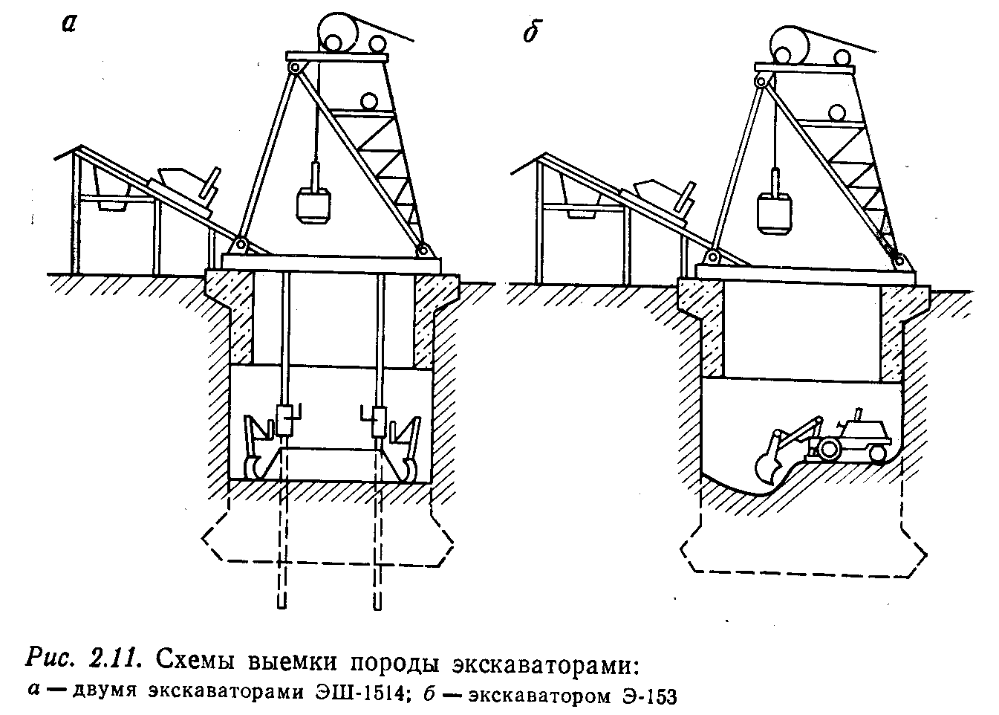 а
б
Рис. 2.11. Схемы выемки породы экскаваторами:
а — двумя экскаваторами ЭШ-1514; б — экскаватором Э-153